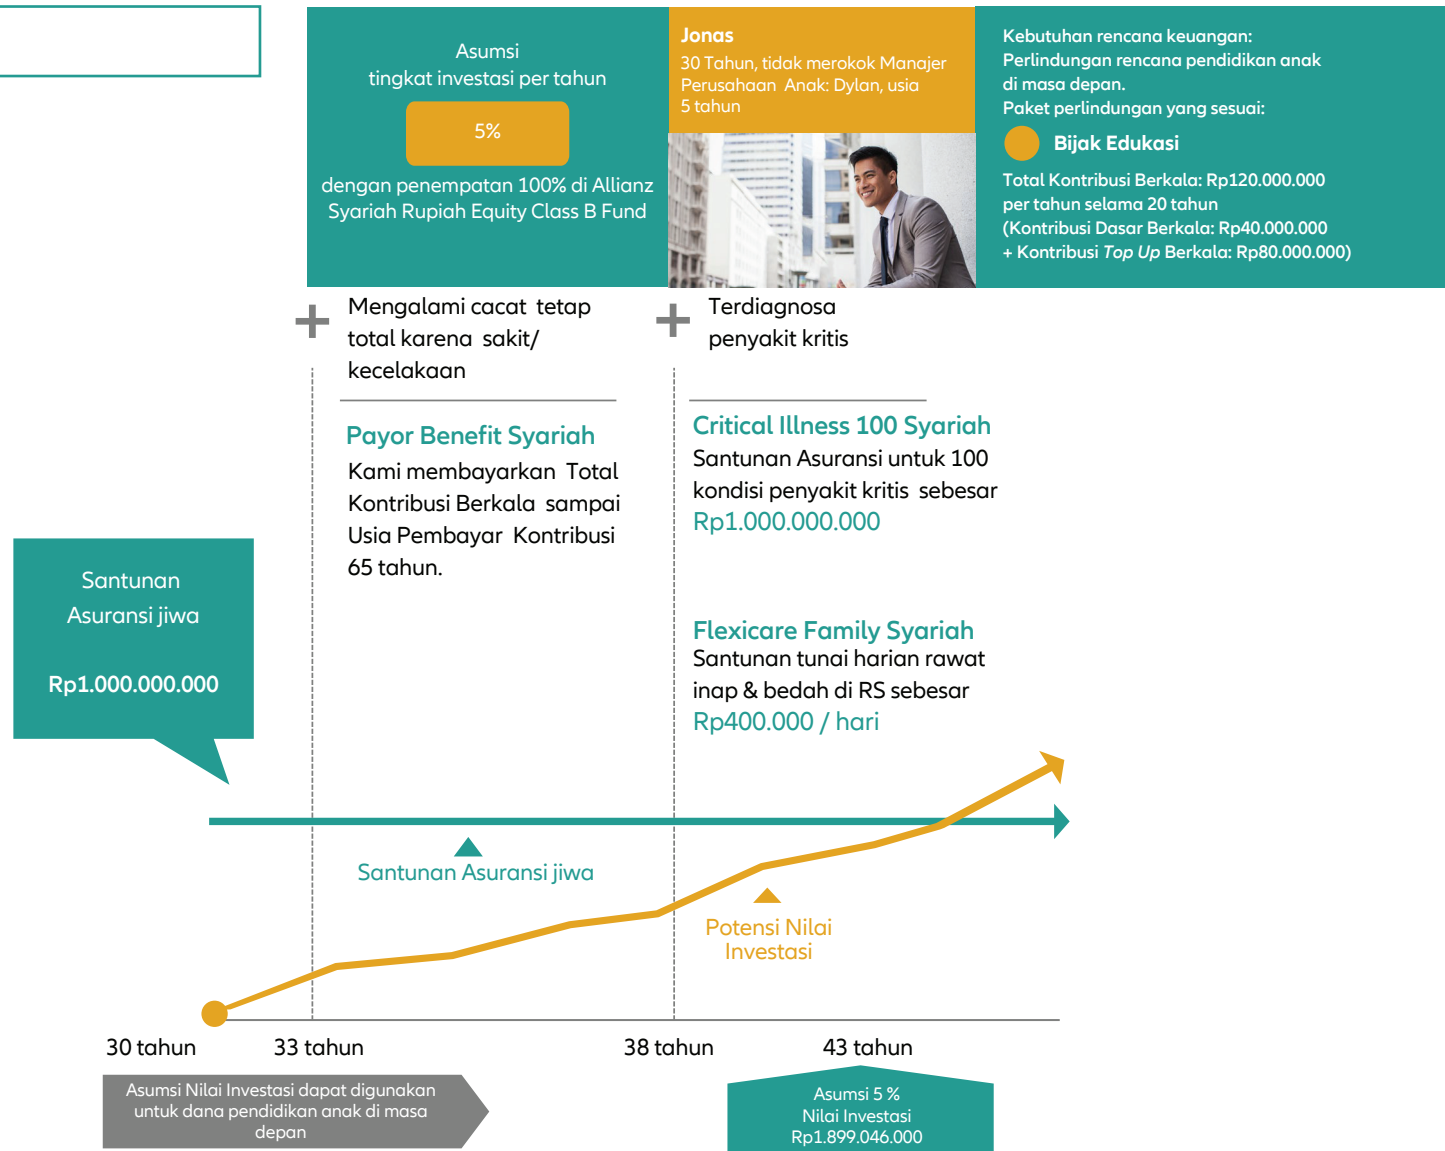 Asumsi
tingkat investasi per tahun
5%
dengan penempatan 100% di Allianz
Syariah Rupiah Equity Class B Fund
Jonas
30 Tahun, tidak merokok Manajer
Perusahaan Anak: Dylan, usia
5 tahun
Kebutuhan rencana keuangan:
Perlindungan rencana pendidikan anak
di masa depan.
Paket perlindungan yang sesuai:
Bijak Edukasi
Total Kontribusi Berkala: Rp120.000.000
per tahun selama 20 tahun
(Kontribusi Dasar Berkala: Rp40.000.000
+ Kontribusi Top Up Berkala: Rp80.000.000)
+ Mengalami cacat tetap
total karena sakit/
kecelakaan
Payor Benefit Syariah
Kami membayarkan Total
Kontribusi Berkala sampai
Usia Pembayar Kontribusi
65 tahun.
+ Terdiagnosa
penyakit kritis
Critical Illness 100 Syariah
Santunan Asuransi untuk 100
kondisi penyakit kritis sebesar
Rp1.000.000.000
Flexicare Family Syariah
Santunan tunai harian rawat
inap & bedah di RS sebesar
Rp400.000 / hari
Santunan
Asuransi jiwa
Rp1.000.000.000
Santunan Asuransi jiwa
Potensi Nilai
Investasi
30 tahun
33 tahun
38 tahun
43 tahun
Asumsi Nilai Investasi dapat digunakan
untuk dana pendidikan anak di masa
depan
Asumsi 5 %
Nilai Investasi
Rp1.899.046.000